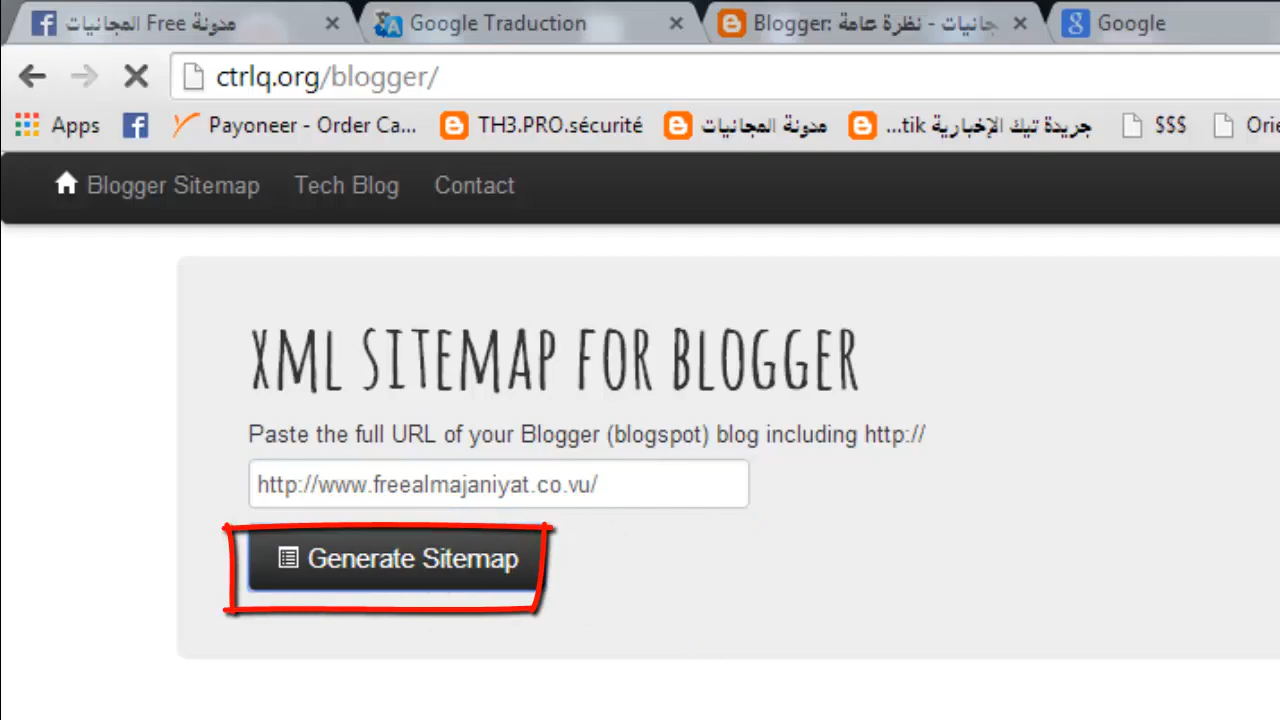 مدونة Free المجانيات
Google Traduction
Blogger: جانيات - نظرة عامة
Google
ctrlq.org/blogger/
Apps
Payoneer - Order Ca...
TH3.PRO.sécurité
مدونة المجانيات
جريدة تيك الإخبارية tik...
$$$
Orie
Blogger Sitemap
Tech Blog
Contact
XML SITEMAP FOR BLOGGER
Paste the full URL of your Blogger (blogspot) blog including http://
http://www.freealmajaniyat.co.vu/
Generate Sitemap